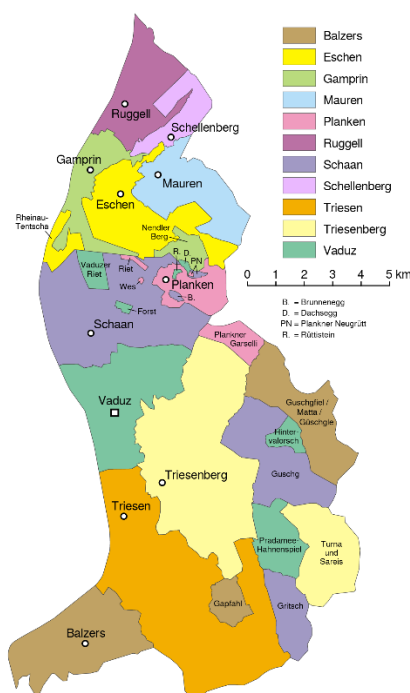 Balzers
Eschen
Gamprin
Mauren
Planken
Ruggell
Schaan
Schellenberg
Triesen
Triesenberg
Vaduz
0 1 2 3 4 5 km
B. = Brunnenegg
D. = Dachsegg
PN = Plankner Neugrütt
R. = Rüttistein
Ruggell
Schellenberg
Gamprin
Mauren
Eschen
Rheinau-
Tentscha
Nendler
Berg
R. D.
PN
Vaduzer
Riet
Riet
Wes
Planken
B.
Forst
Schaan
Plankner
Garselli
Vaduz
Guschgfiel /
Matta /
Güschgle
Hinter-
valorsch
Guschg
Triesenberg
Triesen
Pradamee-
Hahnenspiel
Turna
und
Sareis
Gapfahl
Gritsch
Balzers